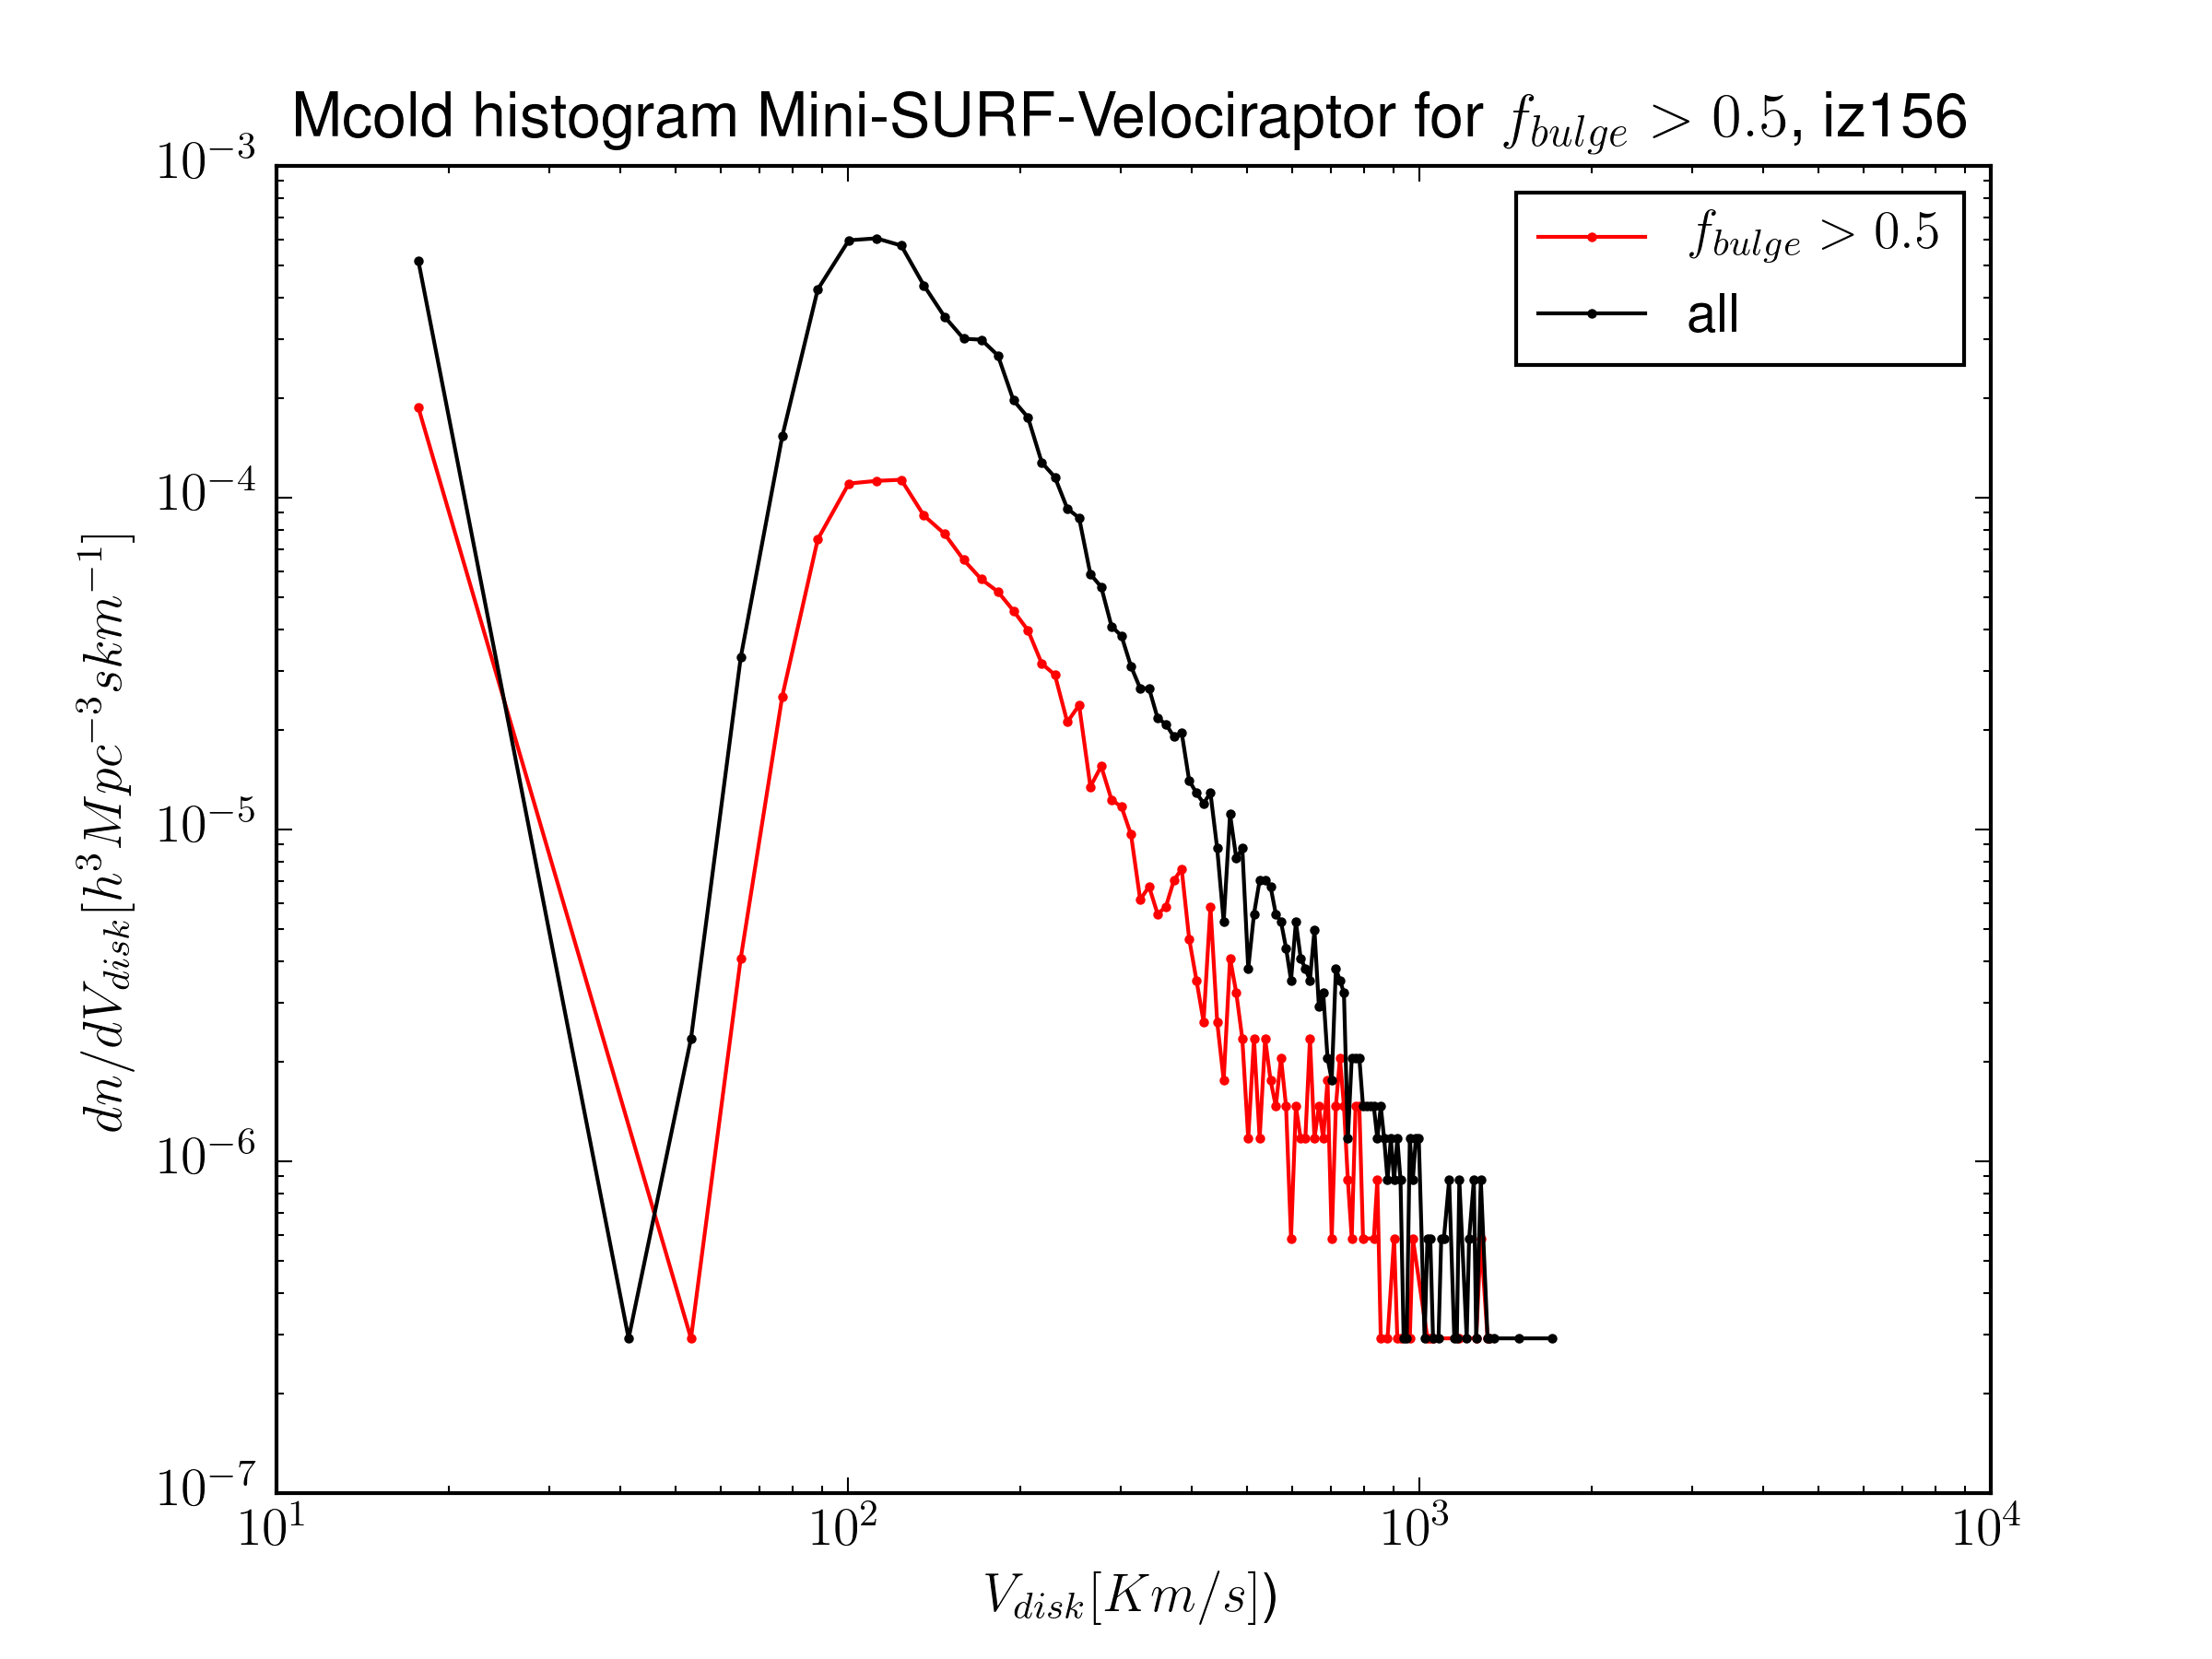 Mcold histogram Mini-SURF-Velociraptor for $f_{bulge} > 0.5$, iz156
$f_{bulge} > 0.5$
all
$10^{-3}$
$10^{-4}$
$10^{-5}$
$10^{-6}$
$10^{-7}$
$dn/dV_{disk}[h^3Mpc^{-3}skm^{-1}]$
$10^1$ $10^2$ $10^3$ $10^4$
$V_{disk}[Km/s])$